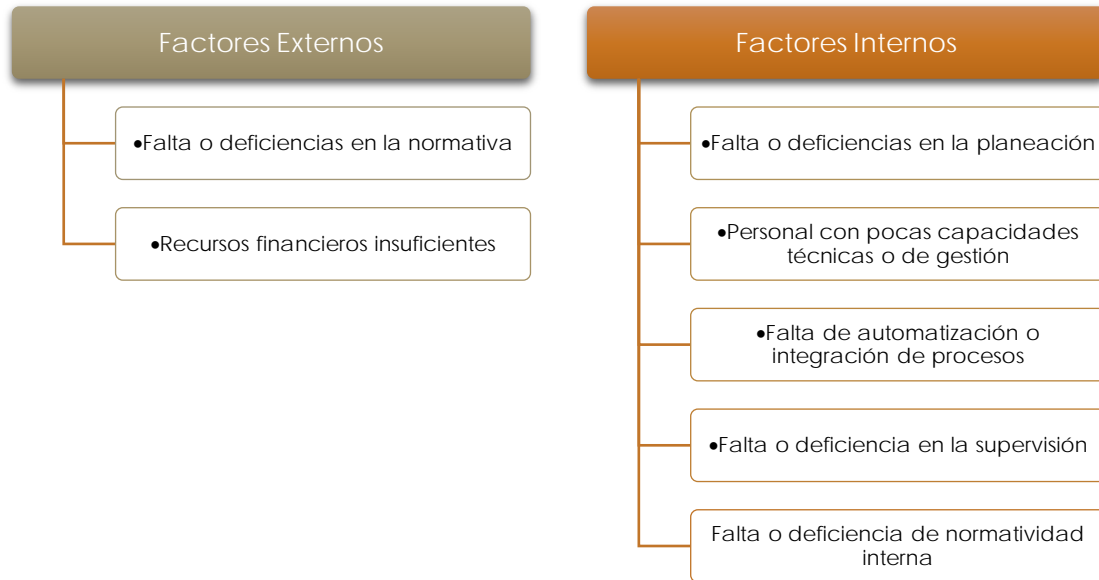 Factores Externos
•Falta o deficiencias en la normativa
•Recursos financieros insuficientes
Factores Internos
•Falta o deficiencias en la planeación
•Personal con pocas capacidades
técnicas o de gestión
•Falta de automatización o
integración de procesos
•Falta o deficiencia en la supervisión
Falta o deficiencia de normatividad
interna